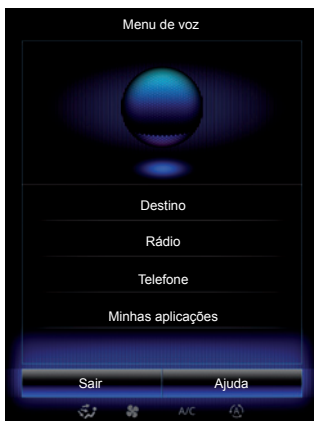 Menu de voz
Destino
Rádio
Telefone
Minhas aplicações
Sair Ajuda
A/C